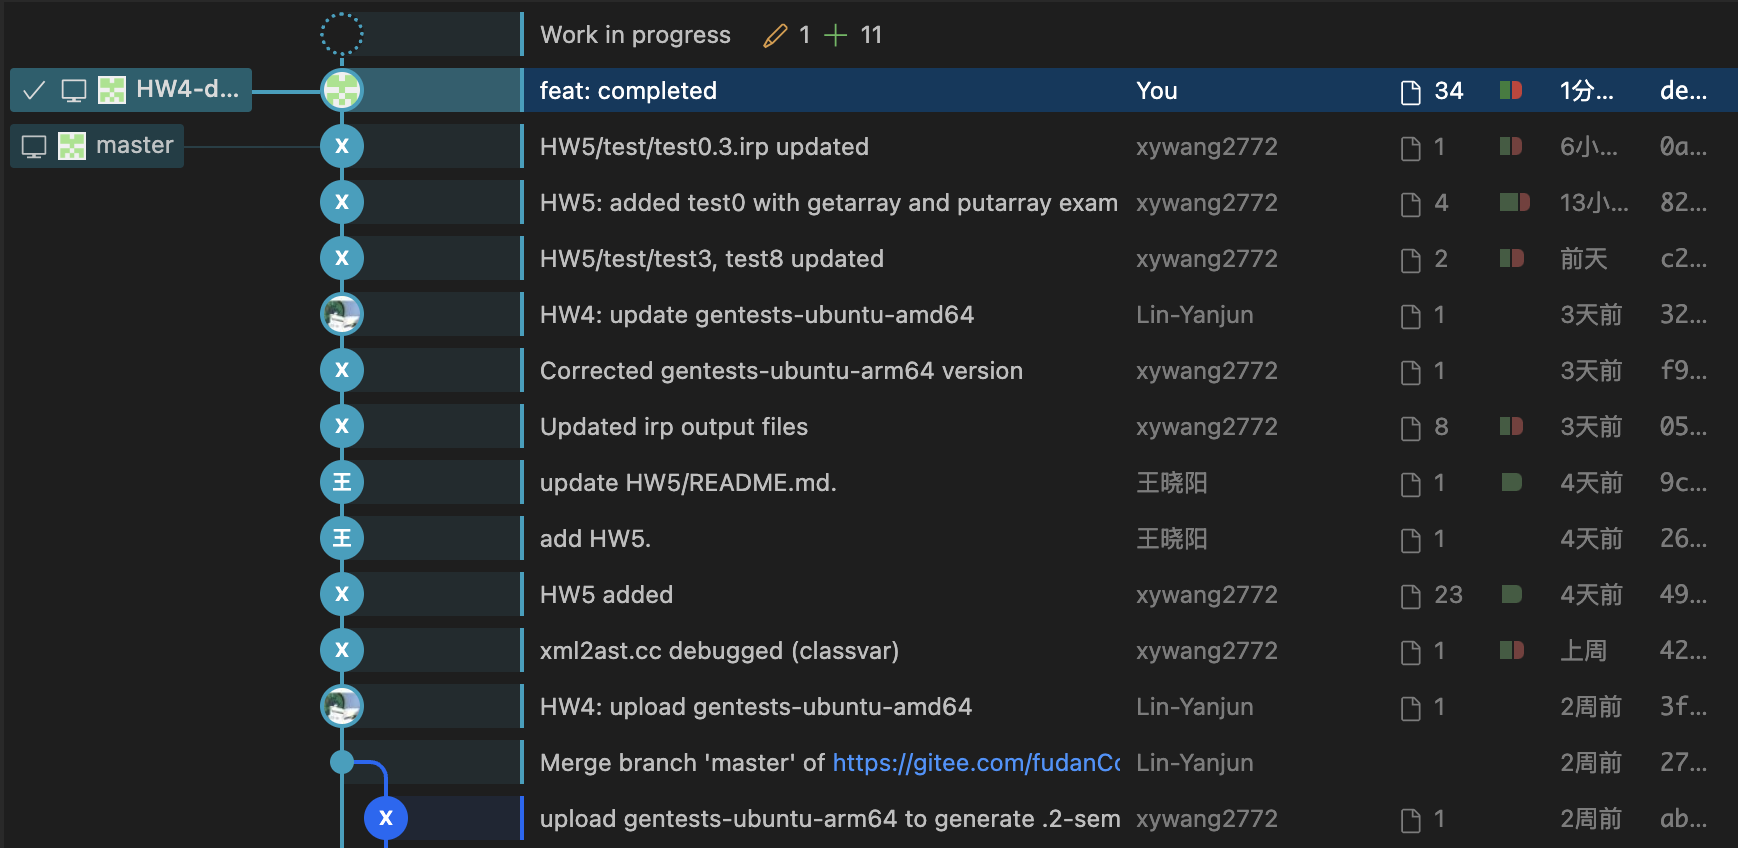 Work in progress 1 11
HW4-d... feat: completed You 34 1分... de...
master HW5/test/test0.3.irp updated xywang2772 1 6小... 0a...
X
X HW5: added test0 with getarray and putarray exam xywang2772 4 13小... 82...
X HW5/test/test3, test8 updated xywang2772 2 前天 c2...
HW4: update gentests-ubuntu-amd64 Lin-Yanjun 1 3天前 32...
X Corrected gentests-ubuntu-arm64 version xywang2772 1 3天前 f9...
X Updated irp output files xywang2772 8 3天前 05...
王 update HW5/README.md. 王晓阳 1 4天前 9c...
王 add HW5. 王晓阳 1 4天前 26...
X HW5 added xywang2772 23 4天前 49...
X xml2ast.cc debugged (classvar) xywang2772 1 上周 42...
HW4: upload gentests-ubuntu-amd64 Lin-Yanjun 1 2周前 3f...
Merge branch 'master' of https://gitee.com/fudanCo Lin-Yanjun 2周前 27...
X upload gentests-ubuntu-arm64 to generate .2-sem xywang2772 1 2周前 ab...